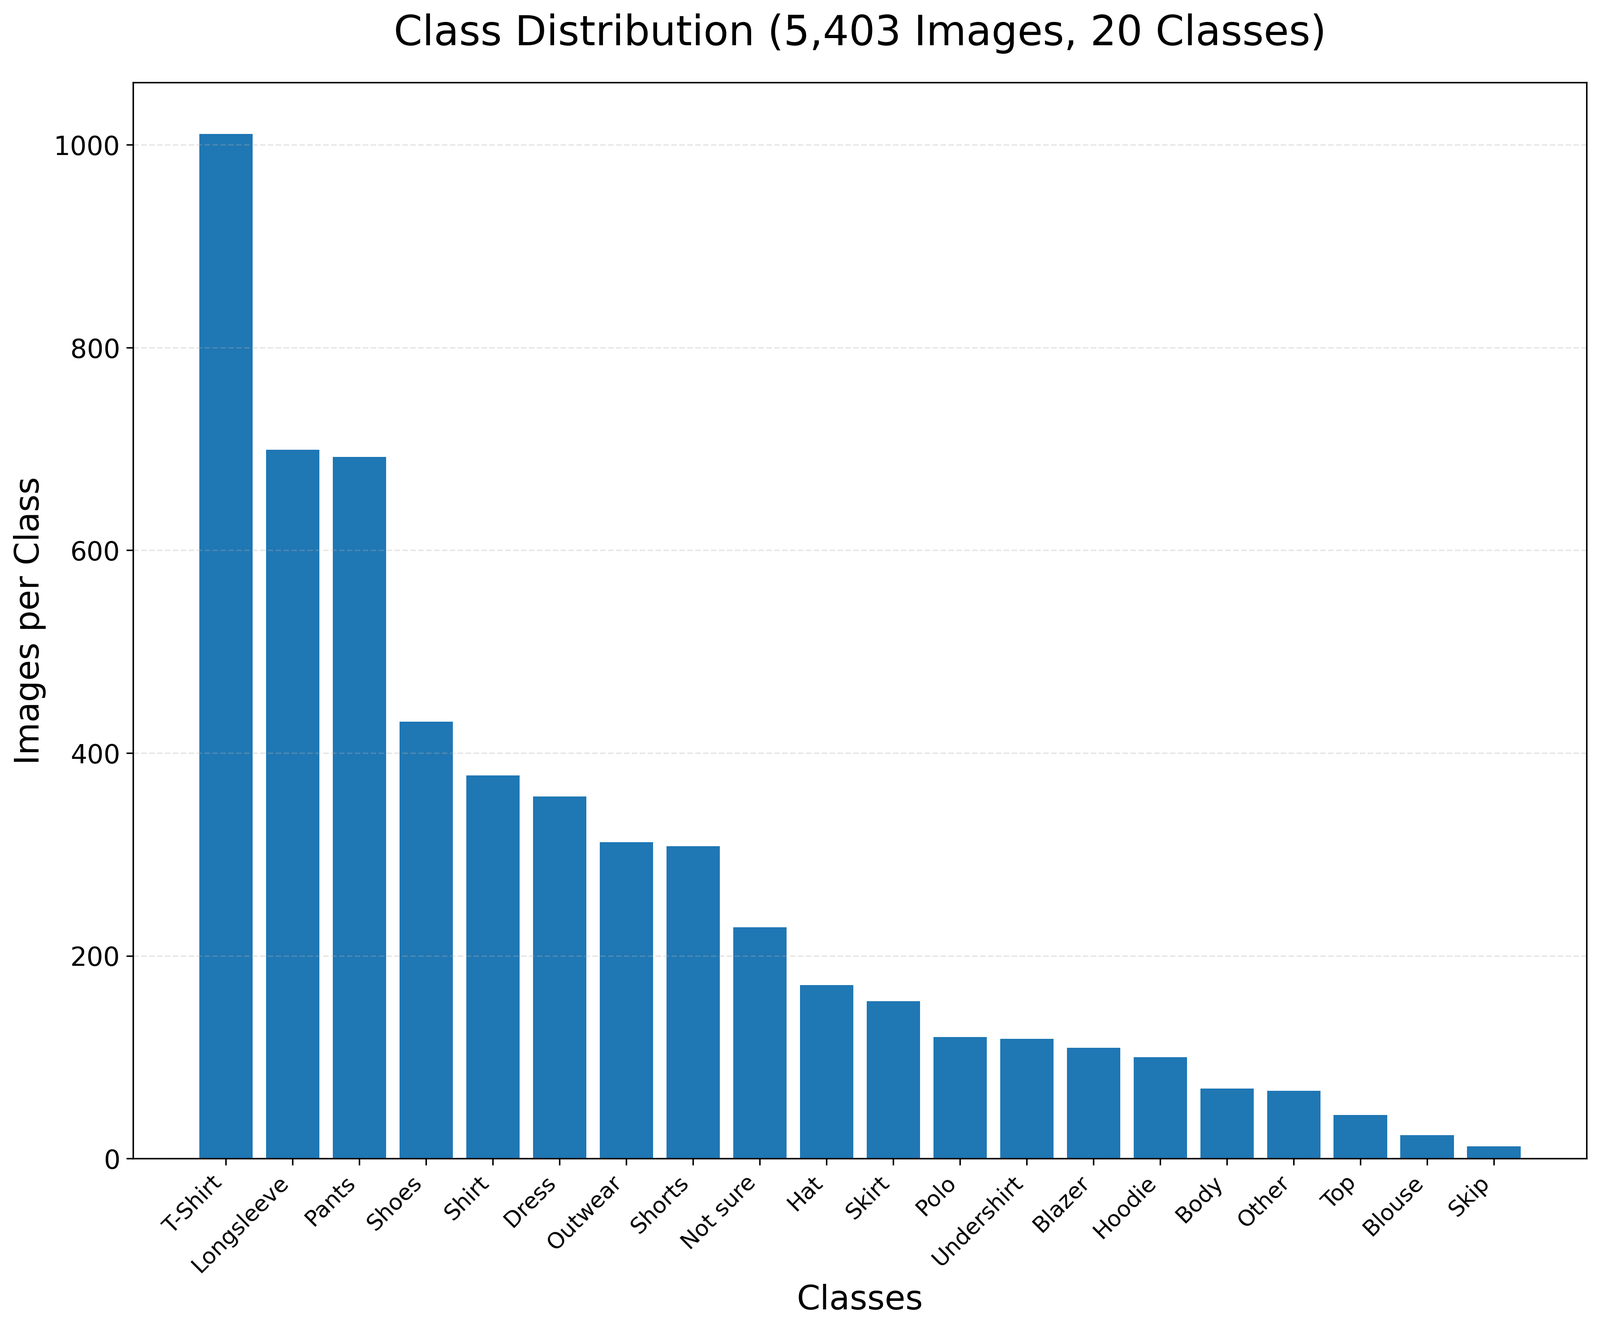 Class Distribution (5,403 Images, 20 Classes)
Images per Class
1000
800
600
400
200
0
T-Shirt
Longsleeve
Pants
Shoes
Shirt
Dress
Outwear
Shorts
Not sure
Hat
Skirt
Polo
Undershirt
Blazer
Hoodie
Body
Other
Top
Blouse
Skip
Classes